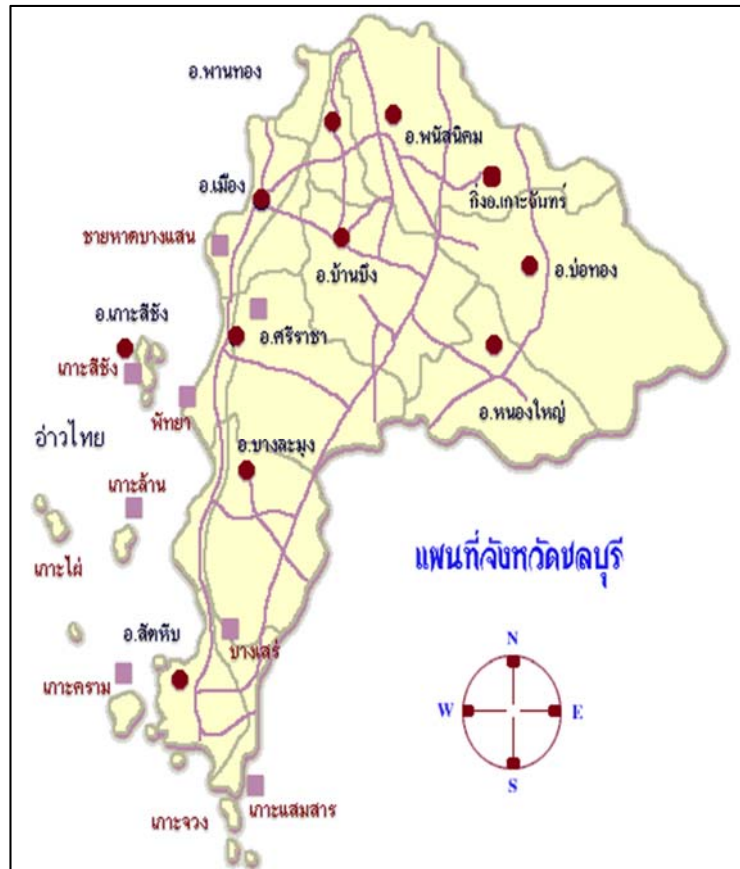 อ.พานทอง
อ.พนัสนิคม
อ.เมือง
กิ่งอ.เกาะจันทร์
ชายหาดบางแสน
อ.บ้านบึง
อ.บ่อทอง
อ.เกาะสีชัง
อ.ศรีราชา
เกาะสีชัง
พัทยา
อ.หนองใหญ่
อ่าวไทย
อ.บางละมุง
เกาะล้าน
แผนที่จังหวัดชลบุรี
เกาะไผ่
อ.สัตหีบ
บางเสร่
N
เกาะคราม
W
E
S
เกาะแสมสาร
เกาะจวง